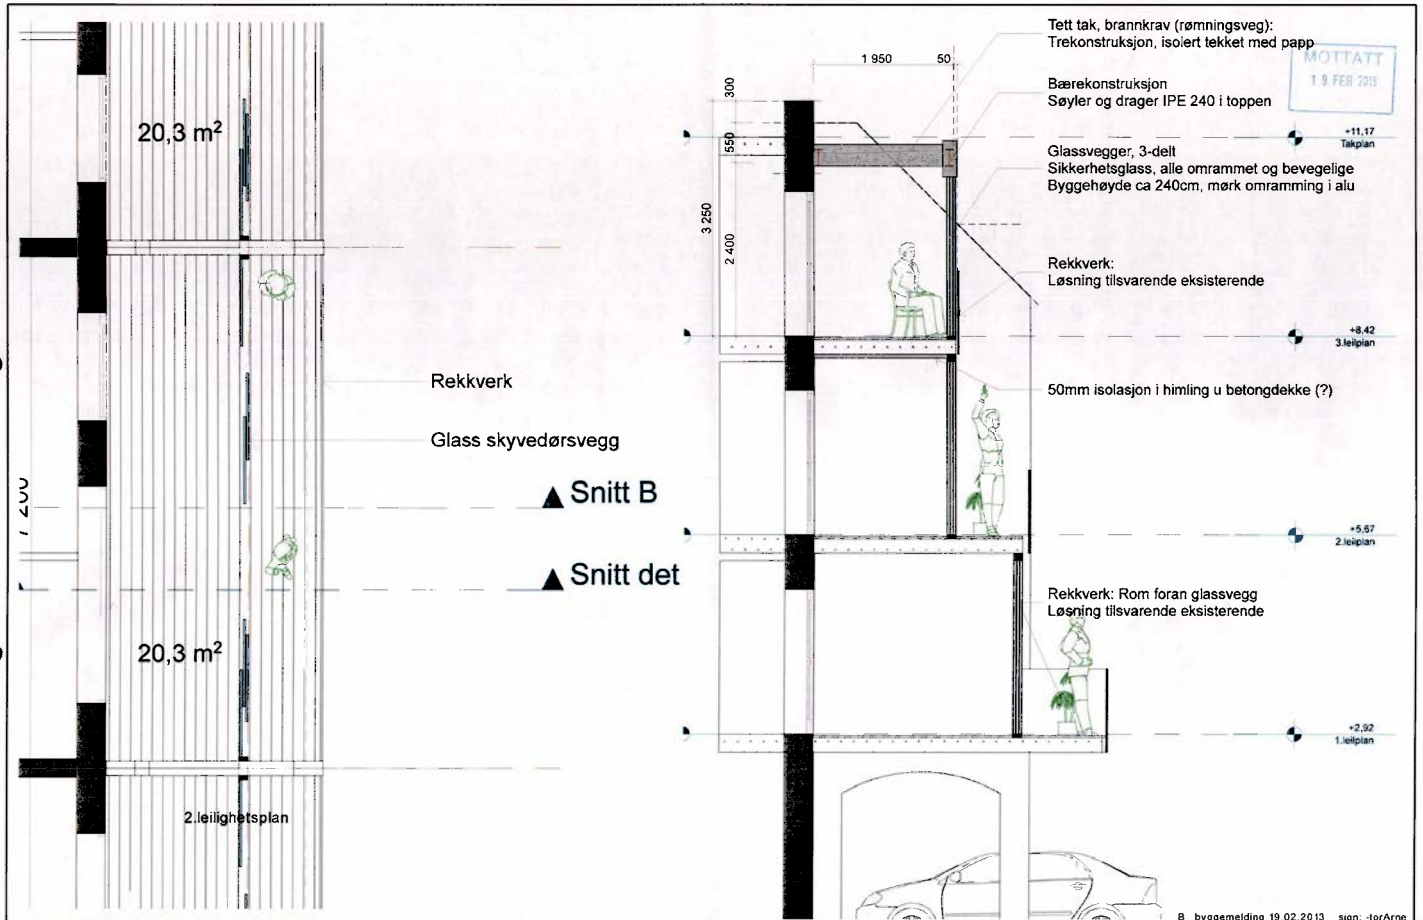 20,3 m²
Rekkverk
Glass skyvedørsvegg
Snitt B
Snitt det
20,3 m²
2.leilighetsplan
1 950
50
300
550
3 250
2 400
Tett tak, brannkrav (rømningsveg):
Trekonstruksjon, isolert tekket med papp
MOTTATT
19 FEB
Bærekonstruksjon
Søyler og drager IPE 240 i toppen
+11,17
Takplan
Glassvegger, 3-delt
Sikkerhetsglass, alle omrammet og bevegelige
Byggehøyde ca 240cm, mørk omramming i alu
Rekkverk:
Løsning tilsvarende eksisterende
+8,42
3.leilplan
50mm isolasjon i himling u betongdekke (?)
+5,67
2.leilplan
Rekkverk: Rom foran glassvegg
Løsning tilsvarende eksisterende
+2,92
1.leilplan
B byggemelding 19.02.2013 sign: -torArne